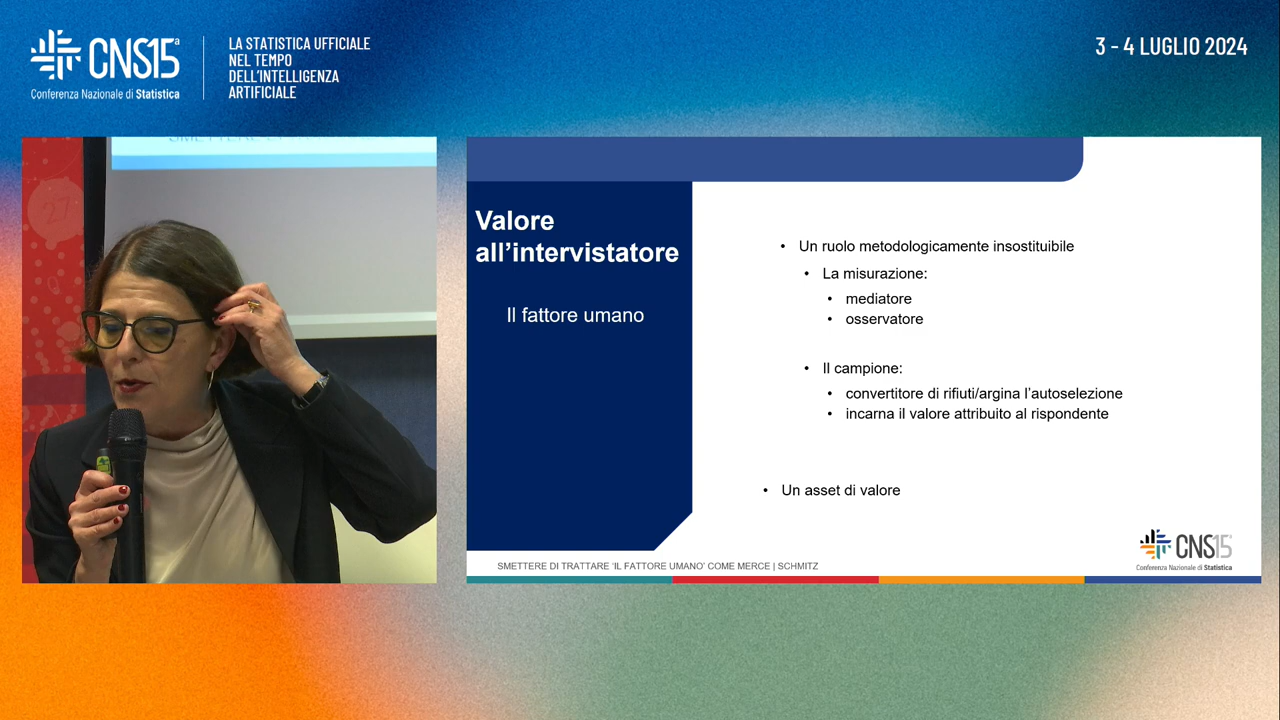 CNS15ª
Conferenza Nazionale di Statistica
LA STATISTICA UFFICIALE
NEL TEMPO
DELL'INTELLIGENZA
ARTIFICIALE
3 - 4 LUGLIO 2024
27
Valore
all'intervistatore
Il fattore umano
• Un ruolo metodologicamente insostituibile
• La misurazione:
• mediatore
• osservatore
• Il campione:
• convertitore di rifiuti/argina l'autoselezione
• incarna il valore attribuito al rispondente
• Un asset di valore
SMETTERE DI TRATTARE 'IL FATTORE UMANO' COME MERCE | SCHMITZ
CNS15ª
Conferenza Nazionale di Statistica